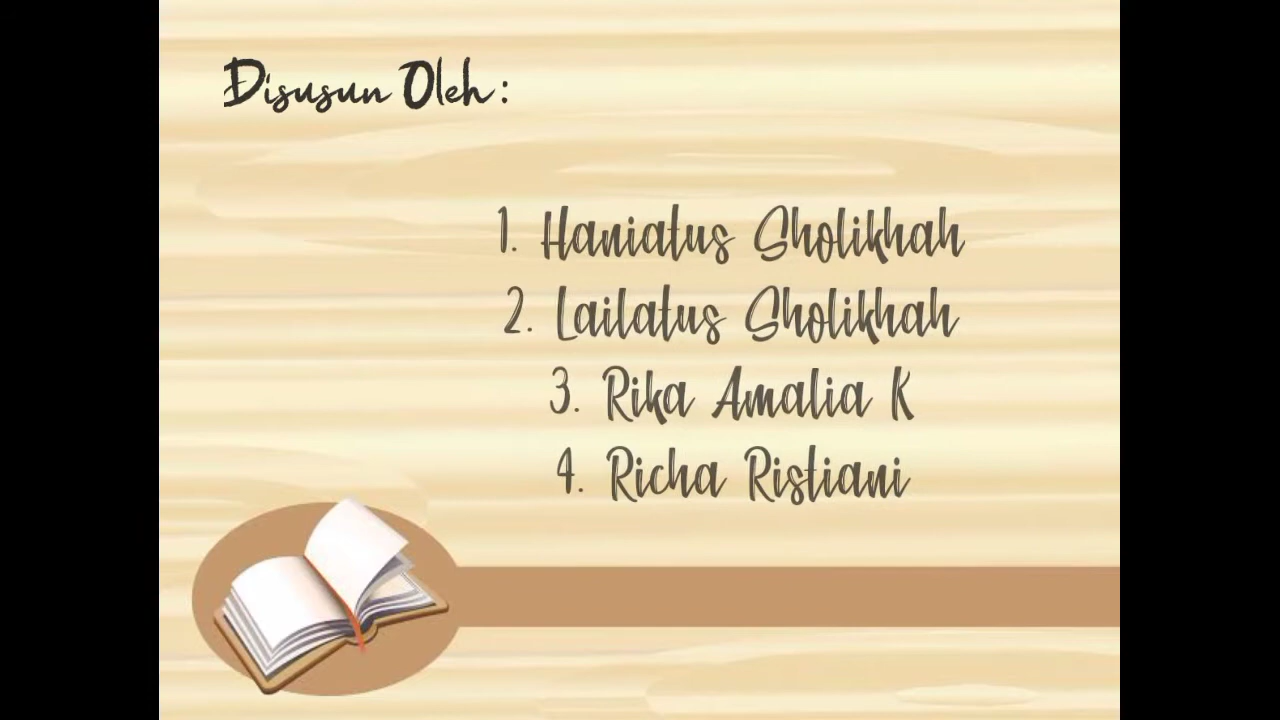 Disusun Oleh :
1. Haniatus Sholikhah
2. Lailatus Sholikhah
3. Rika Amalia K
4. Richa Ristiani